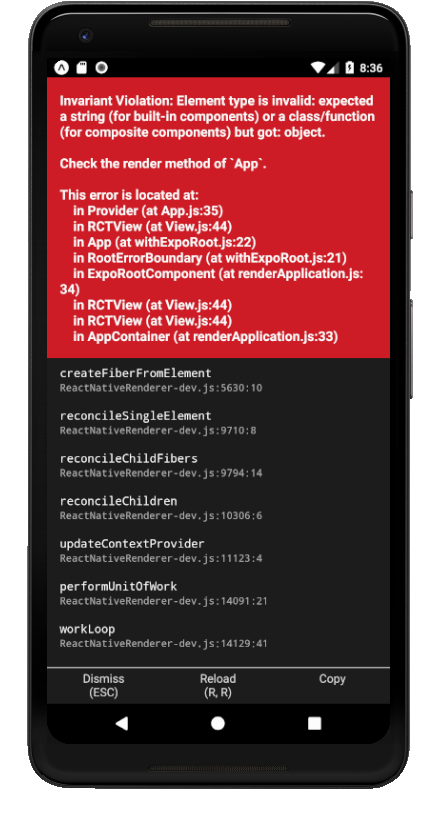 8:36
Invariant Violation: Element type is invalid: expected
a string (for built-in components) or a class/function
(for composite components) but got: object.
Check the render method of `App`.
This error is located at:
in Provider (at App.js:35)
in RCTView (at View.js:44)
in App (at withExpoRoot.js:22)
in RootErrorBoundary (at withExpoRoot.js:21)
in ExpoRootComponent (at renderApplication.js:
34)
in RCTView (at View.js:44)
in RCTView (at View.js:44)
in AppContainer (at renderApplication.js:33)
createFiberFromElement
ReactNativeRenderer-dev.js:5630:10
reconcileSingleElement
ReactNativeRenderer-dev.js:9710:8
reconcileChildFibers
ReactNativeRenderer-dev.js:9794:14
reconcileChildren
ReactNativeRenderer-dev.js:10306:6
updateContextProvider
ReactNativeRenderer-dev.js:11123:4
performUnitOfWork
ReactNativeRenderer-dev.js:14091:21
workLoop
ReactNativeRenderer-dev.js:14129:41
Dismiss
(ESC)
Reload
(R, R)
Copy